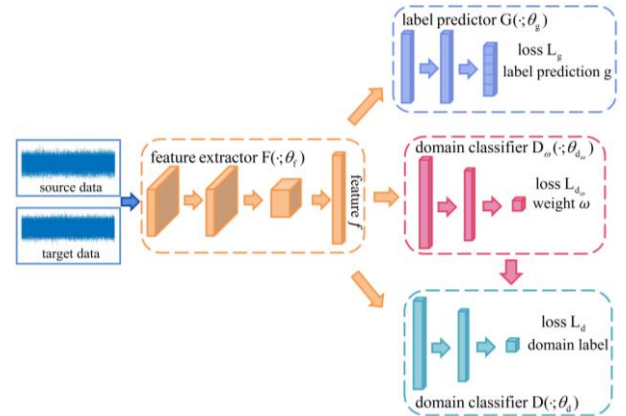 label predictor G(·;θg)
loss Lg
label prediction g
source data
target data
feature extractor F(·;θf)
feature f
domain classifier Dω(·;θdω)
loss Ldω
weight ω
loss Ld
domain label
domain classifier D(·;θd)